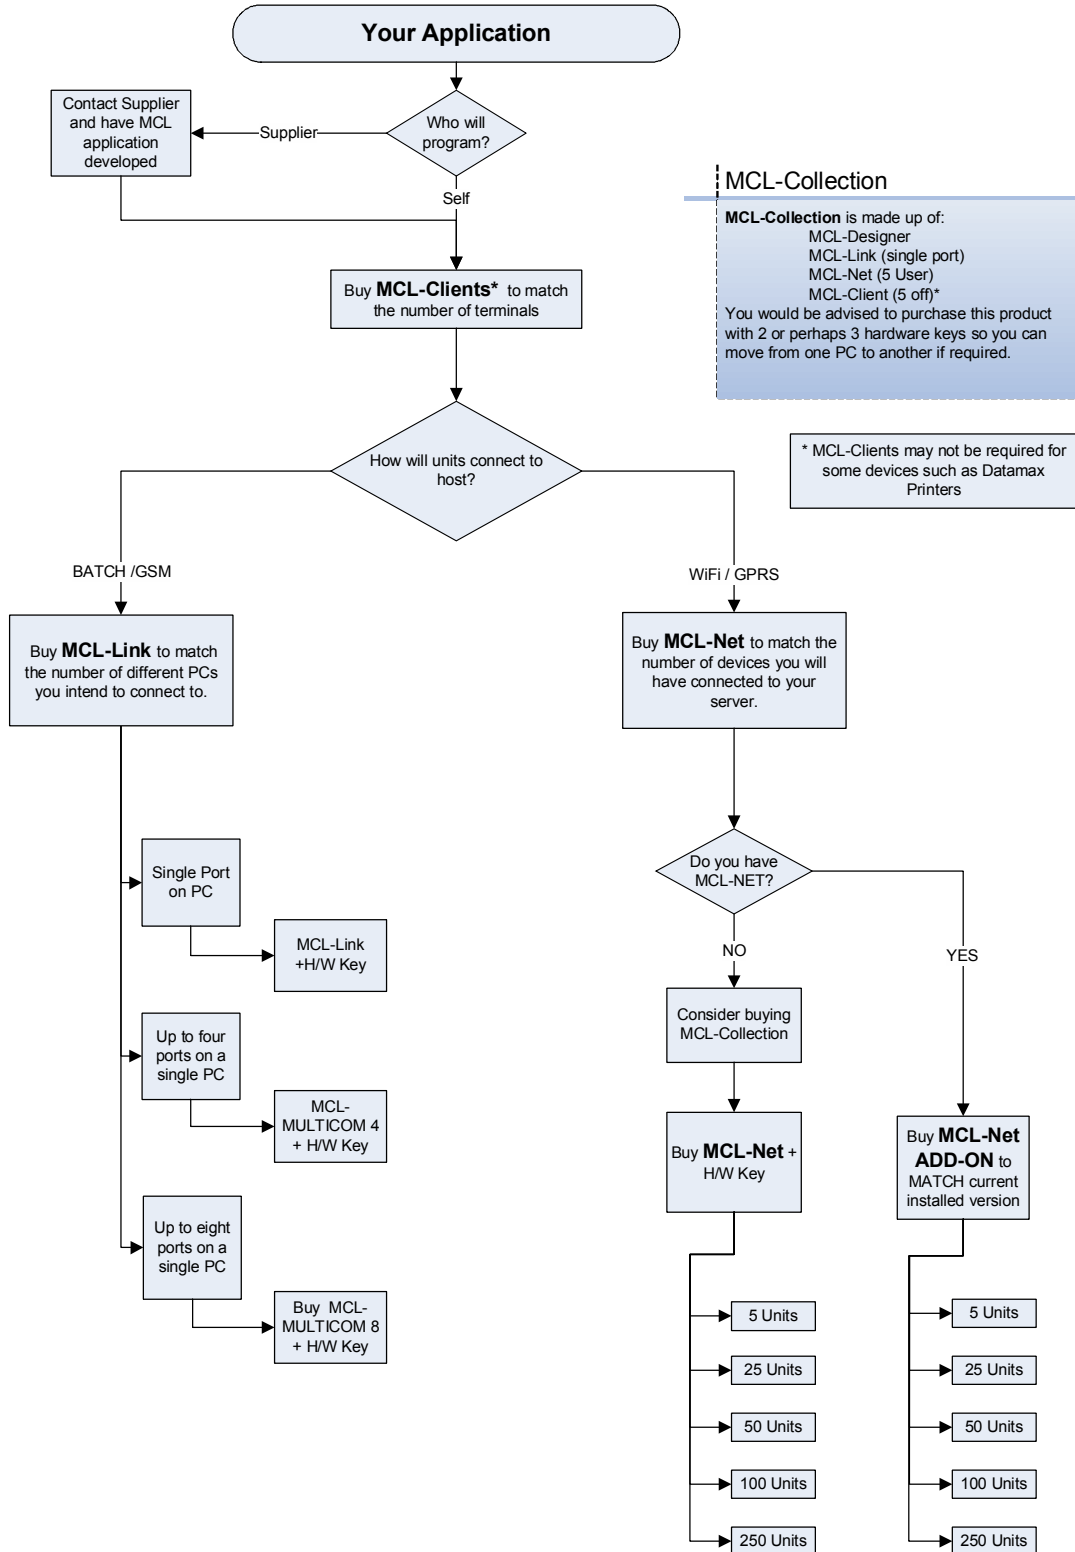 Your Application
Contact Supplier
and have MCL
application
developed
Supplier
Who will
program?
Self
MCL-Collection
MCL-Collection is made up of:
MCL-Designer
MCL-Link (single port)
MCL-Net (5 User)
MCL-Client (5 off)*
You would be advised to purchase this product
with 2 or perhaps 3 hardware keys so you can
move from one PC to another if required.
Buy MCL-Clients* to match
the number of terminals
* MCL-Clients may not be required for
some devices such as Datamax
Printers
How will units connect to
host?
BATCH /GSM
WiFi / GPRS
Buy MCL-Link to match
the number of different PCs
you intend to connect to.
Buy MCL-Net to match the
number of devices you will
have connected to your
server.
Single Port
on PC
MCL-Link
+H/W Key
Up to four
ports on a
single PC
MCL-
MULTICOM 4
+ H/W Key
Up to eight
ports on a
single PC
Buy MCL-
MULTICOM 8
+ H/W Key
Do you have
MCL-NET?
NO
YES
Consider buying
MCL-Collection
Buy MCL-Net +
H/W Key
Buy MCL-Net
ADD-ON to
MATCH current
installed version
5 Units
25 Units
50 Units
100 Units
250 Units
5 Units
25 Units
50 Units
100 Units
250 Units